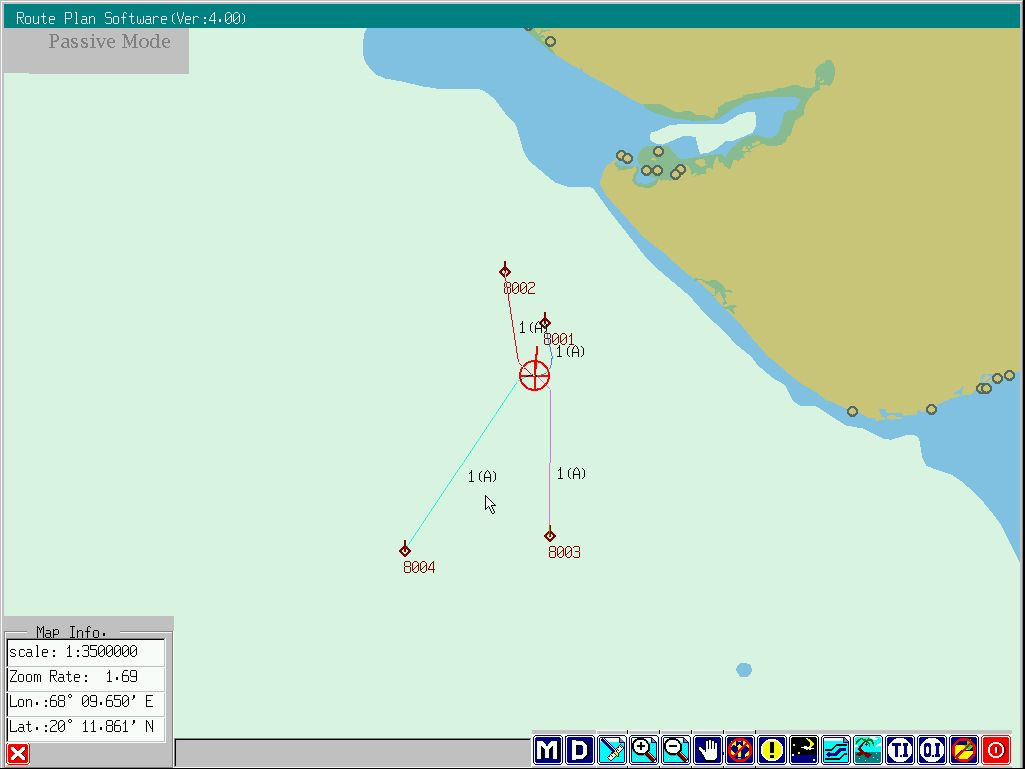 Route Plan Software(Ver:4.00)
Passive Mode
8002
1(A)
8001
1(A)
1(A)
1(A)
8003
8004
Map Info.
scale: 1:3500000
Zoom Rate: 1.69
Lon.:68° 09.650' E
Lat.:20° 11.861' N
M D T.I O.I